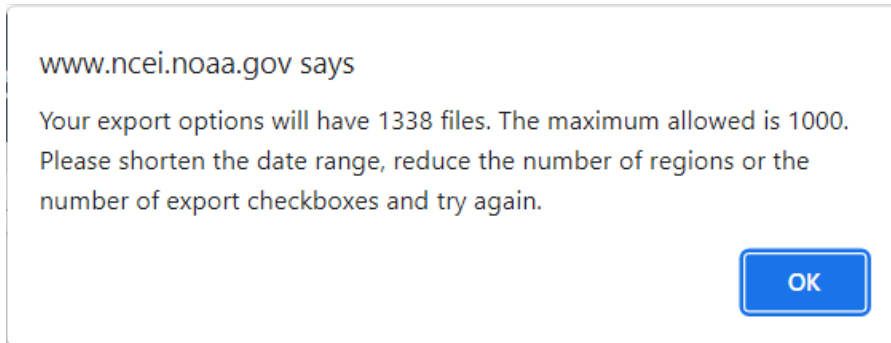 www.ncei.noaa.gov says
Your export options will have 1338 files. The maximum allowed is 1000.
Please shorten the date range, reduce the number of regions or the
number of export checkboxes and try again.
OK